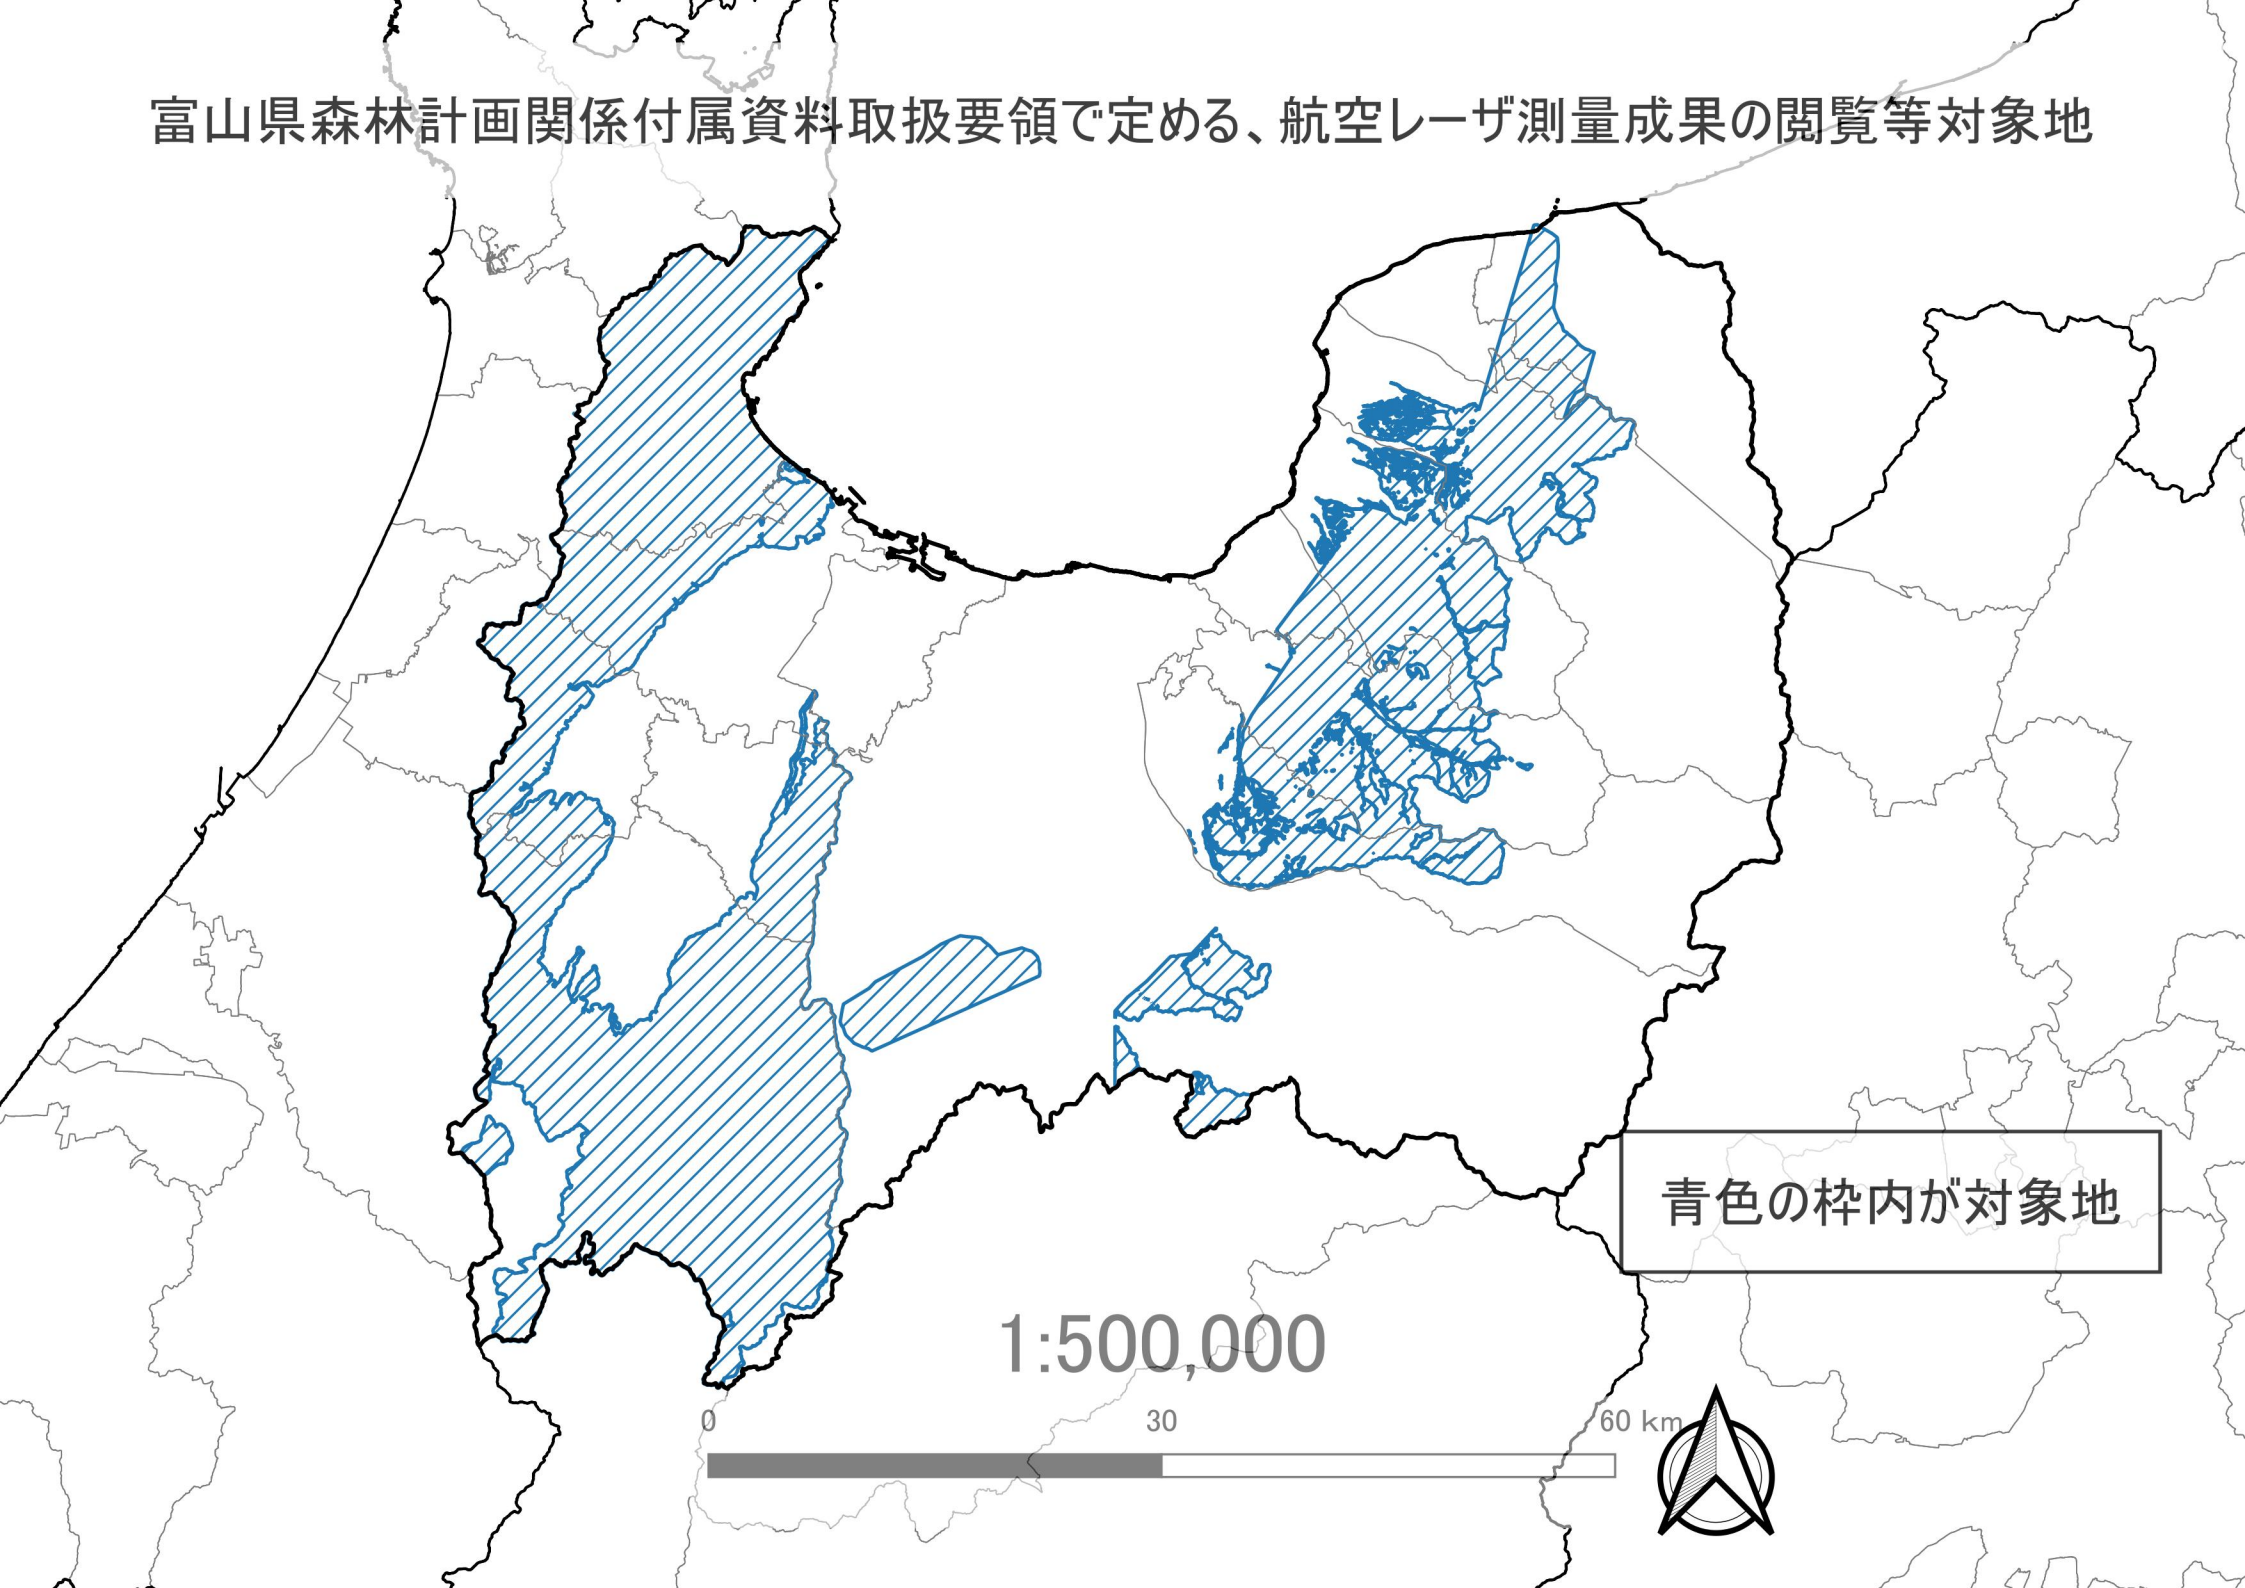 富山県森林計画関係付属資料取扱要領で定める、航空レーザ測量成果の閲覧等対象地
青色の枠内が対象地
1:500,000
0 30 60 km